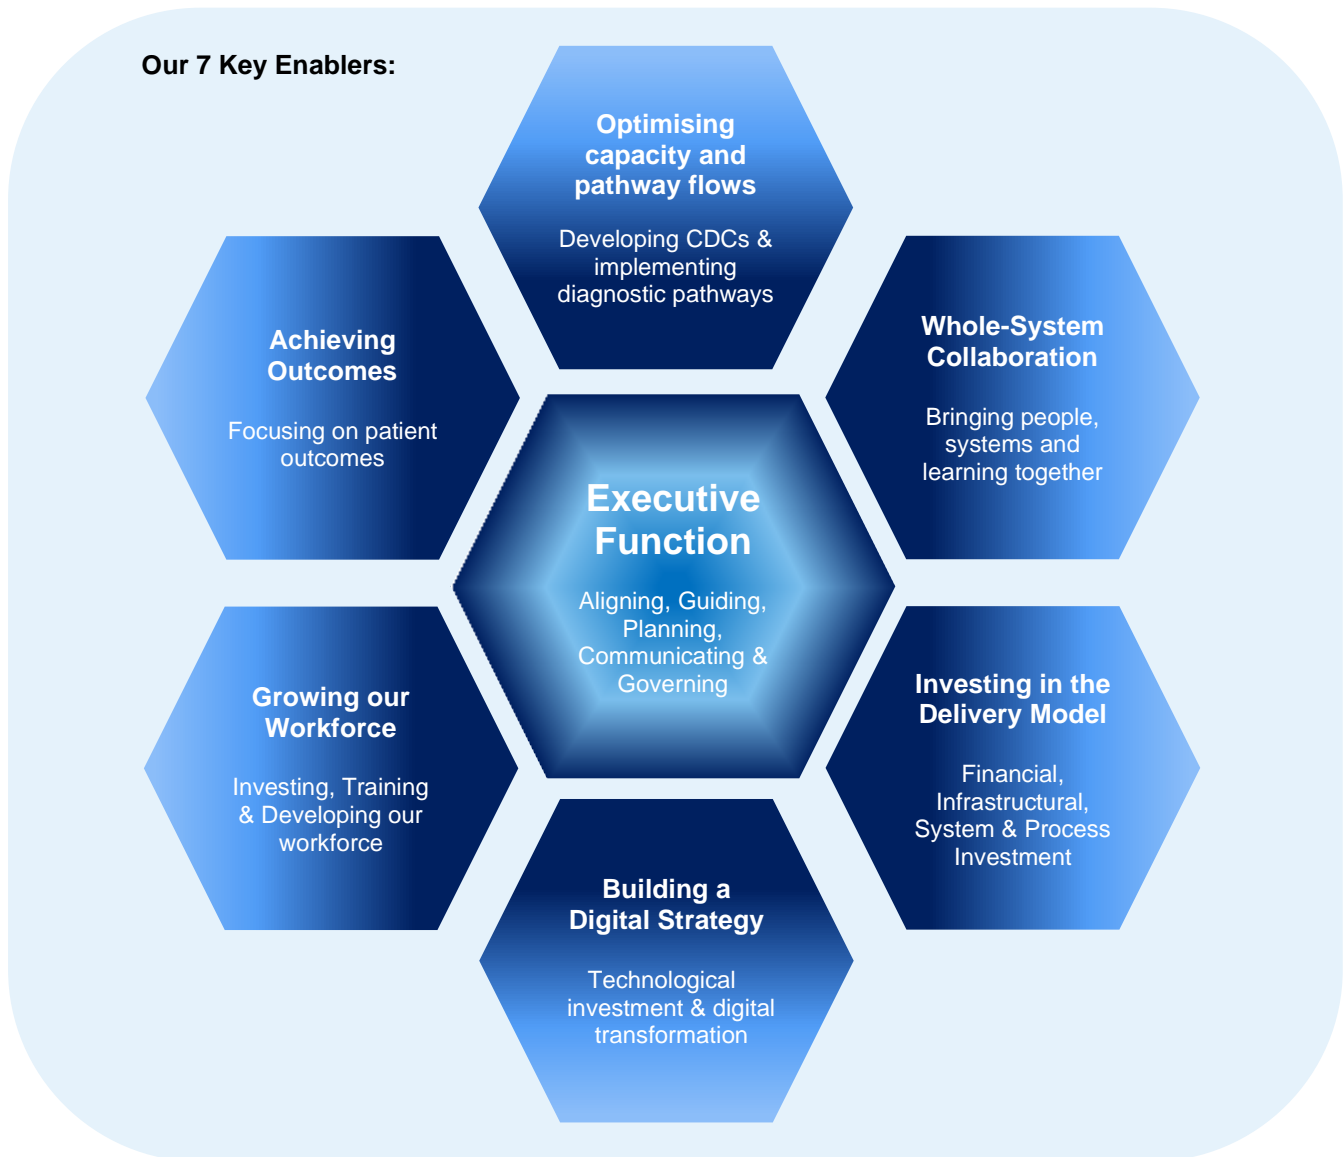 Our 7 Key Enablers:
Optimising
capacity and
pathway flows
Developing CDCs &
implementing
diagnostic pathways
Achieving
Outcomes
Focusing on patient
outcomes
Whole-System
Collaboration
Bringing people,
systems and
learning together
Executive
Function
Aligning, Guiding,
Planning,
Communicating &
Governing
Growing our
Workforce
Investing, Training
& Developing our
workforce
Investing in the
Delivery Model
Financial,
Infrastructural,
System & Process
Investment
Building a
Digital Strategy
Technological
investment & digital
transformation